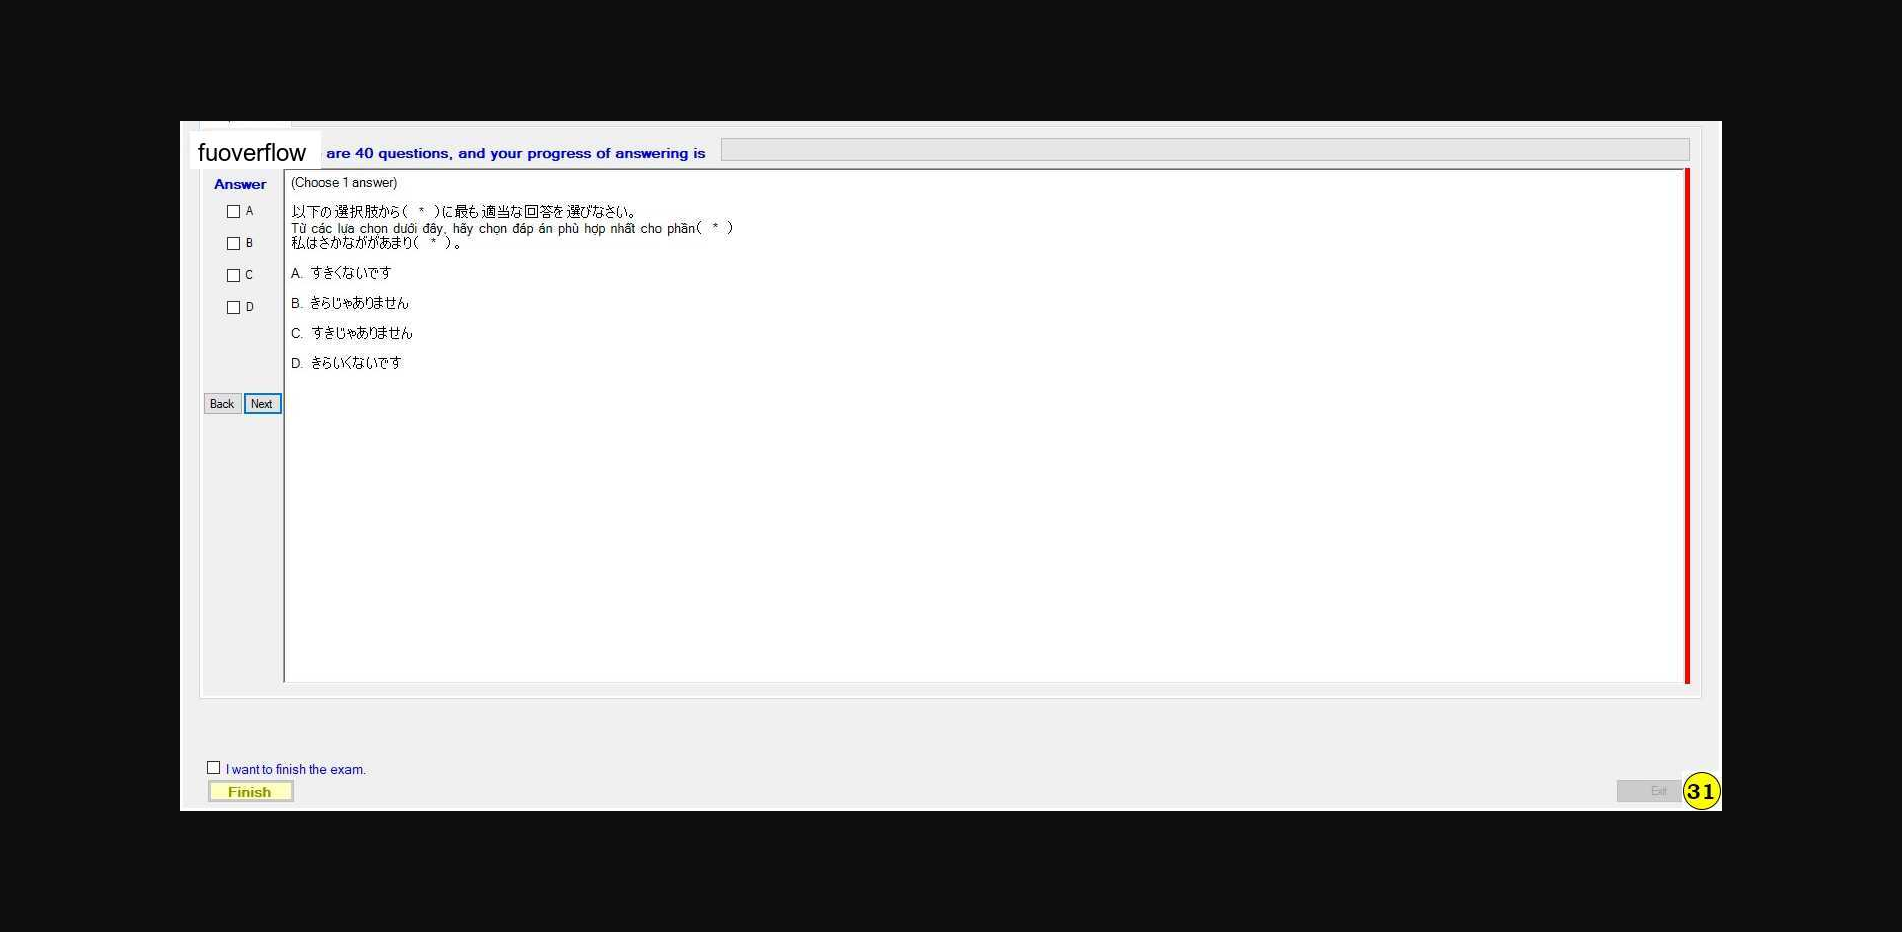 fuoverflow are 40 questions, and your progress of answering is
Answer
A
B
C
D
Back Next
(Choose 1 answer)
以下の選択肢から( * )に最も適当な回答を選びなさい。
Từ các lựa chọn dưới đây, hãy chọn đáp án phù hợp nhất cho phần( * )
私はさかなががあまり( * )。
A. すきくないです
B. きらじゃありません
C. すきじゃありません
D. きらいくないです
I want to finish the exam.
Finish
Exit
31